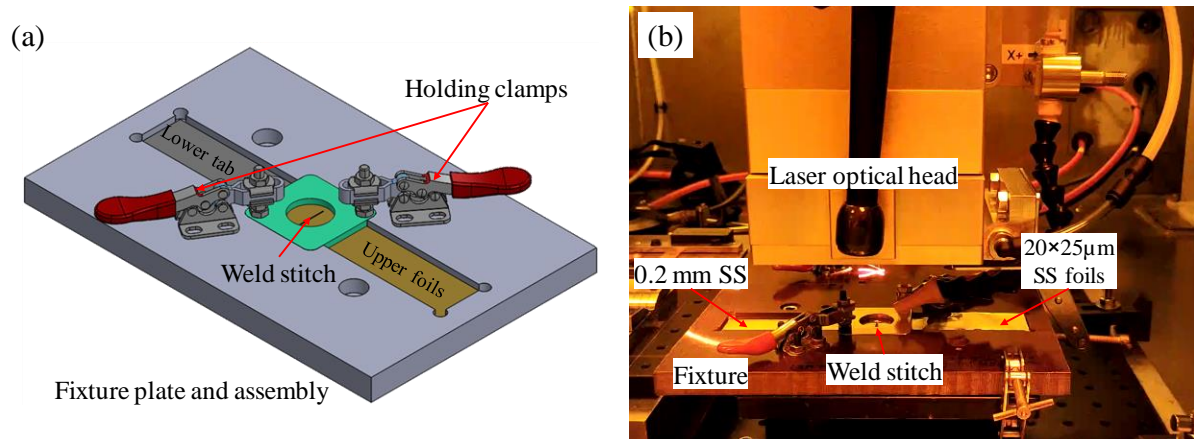 (a)
Holding clamps
Lower tab
Weld stitch
Upper foils
Fixture plate and assembly
(b)
X+
Laser optical head
0.2 mm SS
20×25µm
SS foils
Fixture
Weld stitch